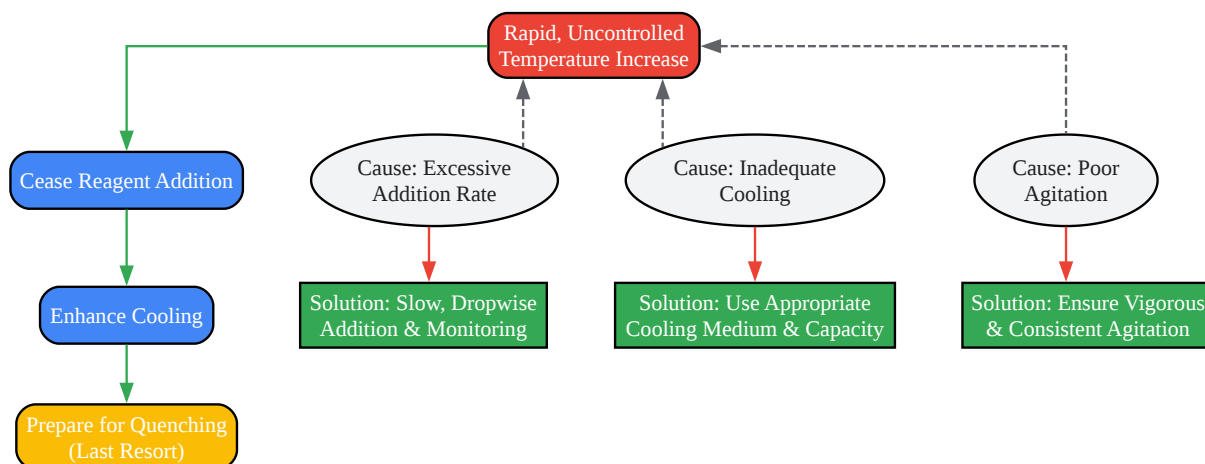 Rapid, Uncontrolled
Temperature Increase
Cease Reagent Addition
Cause: Excessive
Addition Rate
Cause: Inadequate
Cooling
Cause: Poor
Agitation
Enhance Cooling
Solution: Slow, Dropwise
Addition & Monitoring
Solution: Use Appropriate
Cooling Medium & Capacity
Solution: Ensure Vigorous
& Consistent Agitation
Prepare for Quenching
(Last Resort)